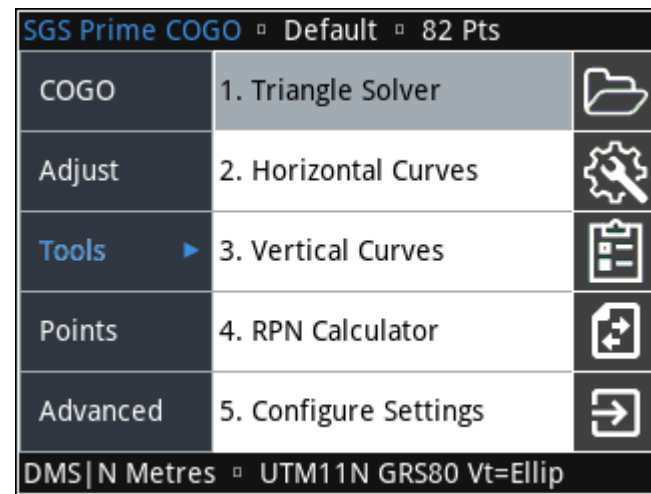 SGS Prime COGO ▫ Default ▫ 82 Pts
COGO
Adjust
Tools ►
Points
Advanced
1. Triangle Solver
2. Horizontal Curves
3. Vertical Curves
4. RPN Calculator
5. Configure Settings
DMS|N Metres ▫ UTM11N GRS80 Vt=Ellip